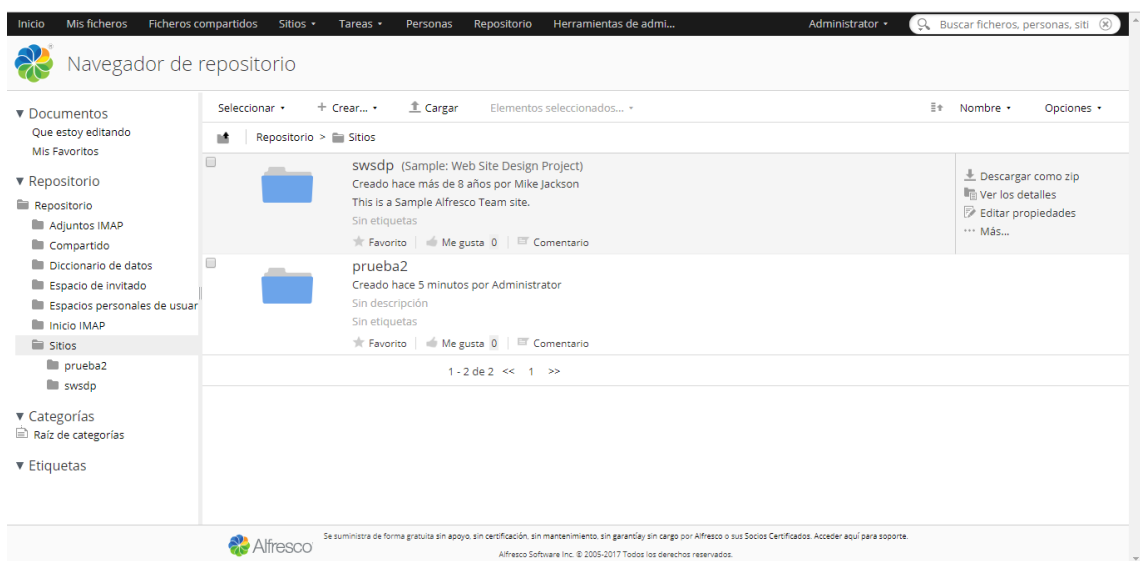 Inicio Mis ficheros Ficheros compartidos Sitios Tareas Personas Repositorio Herramientas de admi... Administrator Buscar ficheros, personas, siti
Navegador de repositorio
Documentos
Que estoy editando
Mis Favoritos
Repositorio
Repositorio
Adjuntos IMAP
Compartido
Diccionario de datos
Espacio de invitado
Espacios personales de usuar
Inicio IMAP
Sitios
prueba2
swsdp
Categorías
Raíz de categorías
Etiquetas
Seleccionar + Crear... Cargar Elementos seleccionados... Nombre Opciones
Repositorio > Sitios
swsdp (Sample: Web Site Design Project)
Creado hace más de 8 años por Mike Jackson
This is a Sample Alfresco Team site.
Sin etiquetas
Favorito Me gusta 0 Comentario
Descargar como zip
Ver los detalles
Editar propiedades
Más...
prueba2
Creado hace 5 minutos por Administrator
Sin descripción
Sin etiquetas
Favorito Me gusta 0 Comentario
1 - 2 de 2 << 1 >>
Alfresco
Se suministra de forma gratuita sin apoyo, sin certificación, sin mantenimiento, sin garantíay sin cargo por Alfresco o sus Socios Certificados. Acceder aquí para soporte.
Alfresco Software Inc. © 2005-2017 Todos los derechos reservados.